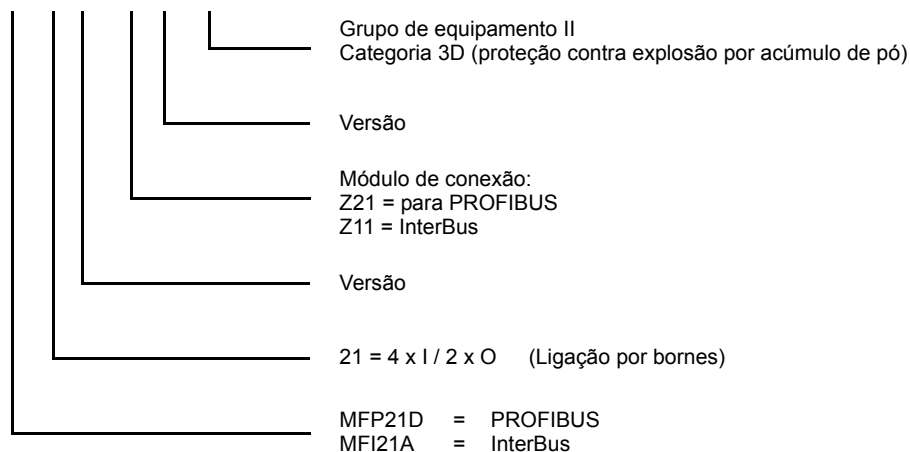 Grupo de equipamento II
Categoria 3D (proteção contra explosão por acúmulo de pó)
Versão
Módulo de conexão:
Z21 = para PROFIBUS
Z11 = InterBus
Versão
21 = 4 x I / 2 x O (Ligação por bornes)
MFP21D = PROFIBUS
MFI21A = InterBus